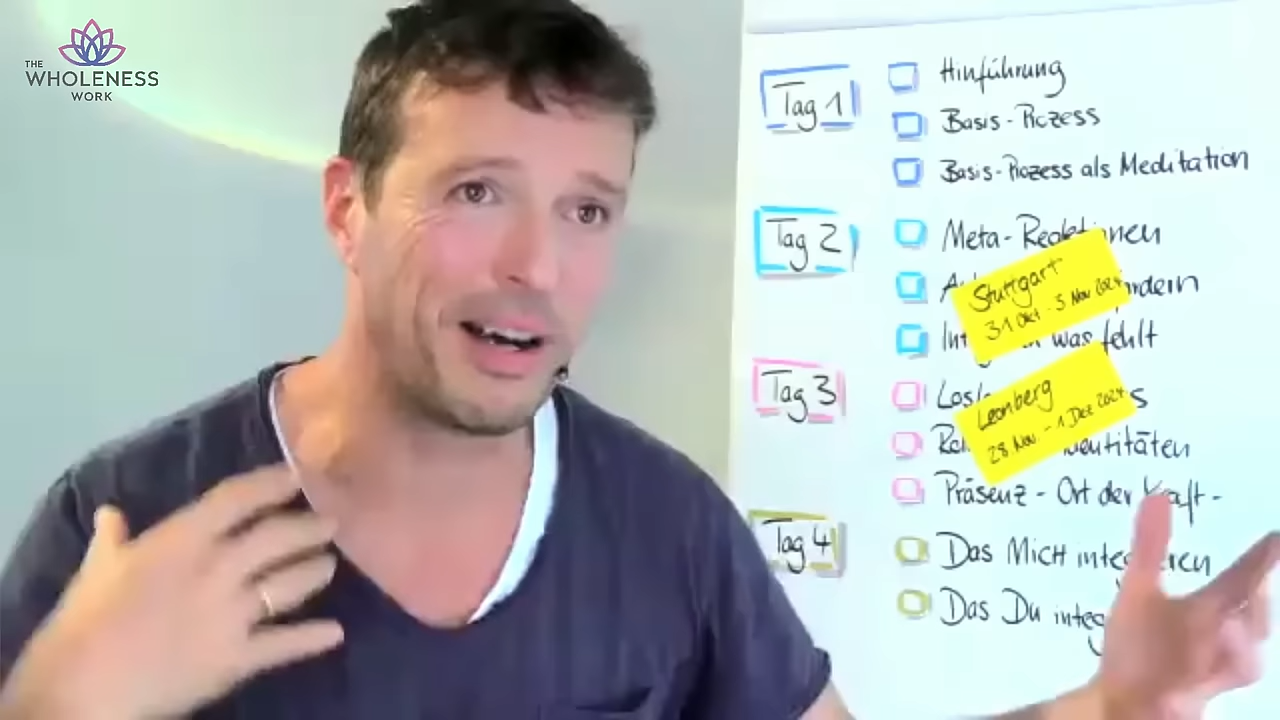 THE
WHOLENESS
WORK
Tag 1
Hinführung
Basis-Prozess
Basis-Prozess als Meditation
Tag 2
Meta-Reaktionen
Stuttgart
31 Okt - 3 Nov 2024
was fehlt
Tag 3
Leonberg
28 Nov. - 1 Dez 2024
Präsenz - Ort der Kraft -
Tag 4
Das MICH integrieren
Das Du